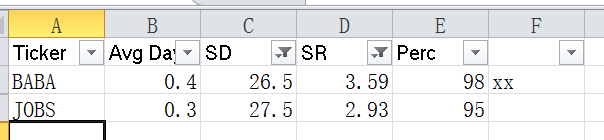 A B C D E F
Ticker Avg Day SD SR Perc
BABA 0.4 26.5 3.59 98 xx
JOBS 0.3 27.5 2.93 95